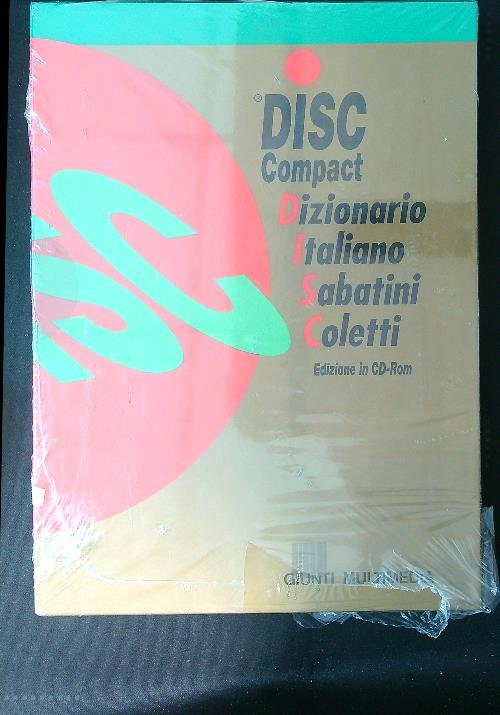 ® DISC
Compact
Dizionario
Italiano
Sabatini
Coletti
Edizione in CD-Rom
GIUNTI MULTIMEDIA